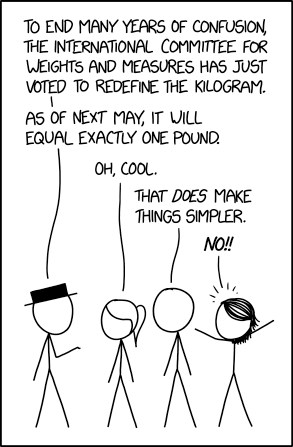 TO END MANY YEARS OF CONFUSION,
THE INTERNATIONAL COMMITTEE FOR
WEIGHTS AND MEASURES HAS JUST
VOTED TO REDEFINE THE KILOGRAM.
AS OF NEXT MAY, IT WILL
EQUAL EXACTLY ONE POUND.
OH, COOL.
THAT DOES MAKE
THINGS SIMPLER.
NO!!